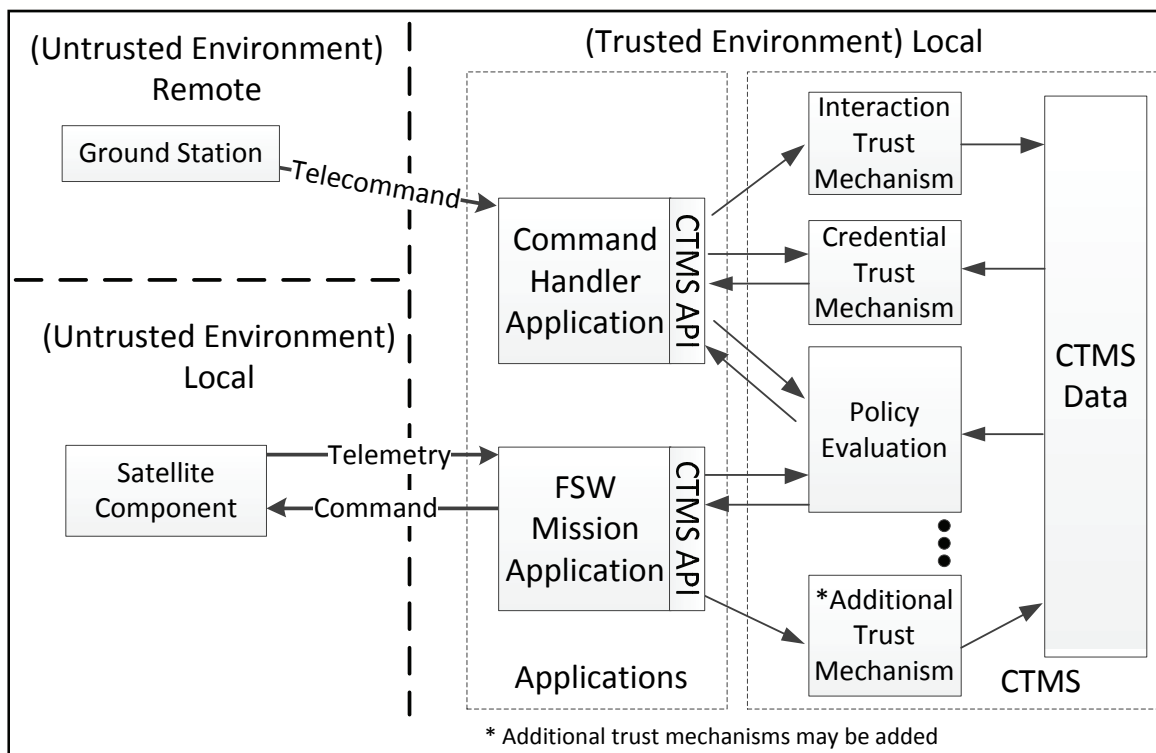 (Untrusted Environment)
Remote
Ground Station
Telecommand
(Untrusted Environment)
Local
Satellite
Component
Telemetry
Command
(Trusted Environment) Local
Command
Handler
Application
CTMS API
FSW
Mission
Application
CTMS API
Applications
Interaction
Trust
Mechanism
Credential
Trust
Mechanism
Policy
Evaluation
*Additional
Trust
Mechanism
CTMS
Data
CTMS
* Additional trust mechanisms may be added